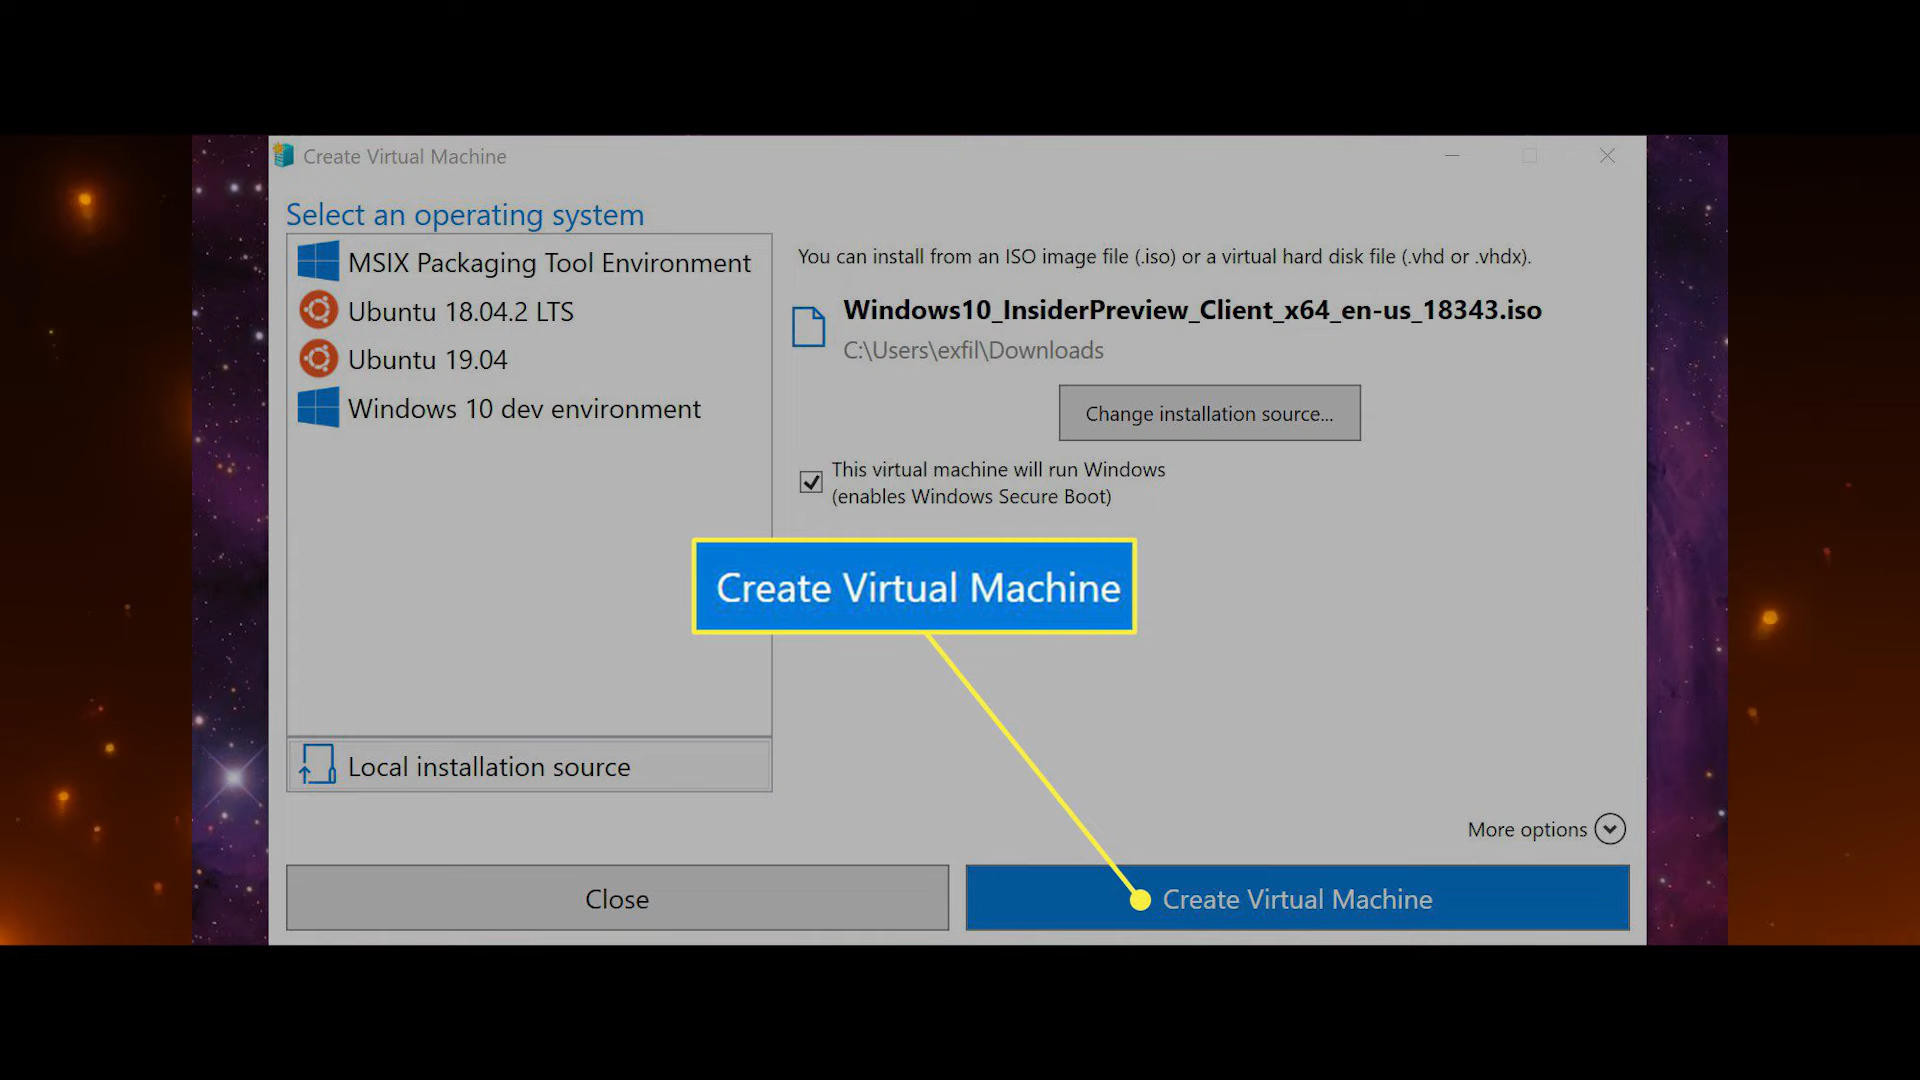 Create Virtual Machine
Select an operating system
MSIX Packaging Tool Environment
Ubuntu 18.04.2 LTS
Ubuntu 19.04
Windows 10 dev environment
Local installation source
You can install from an ISO image file (.iso) or a virtual hard disk file (.vhd or .vhdx).
Windows10_InsiderPreview_Client_x64_en-us_18343.iso
C:\Users\exfil\Downloads
Change installation source...
This virtual machine will run Windows
(enables Windows Secure Boot)
Create Virtual Machine
More options
Close
Create Virtual Machine